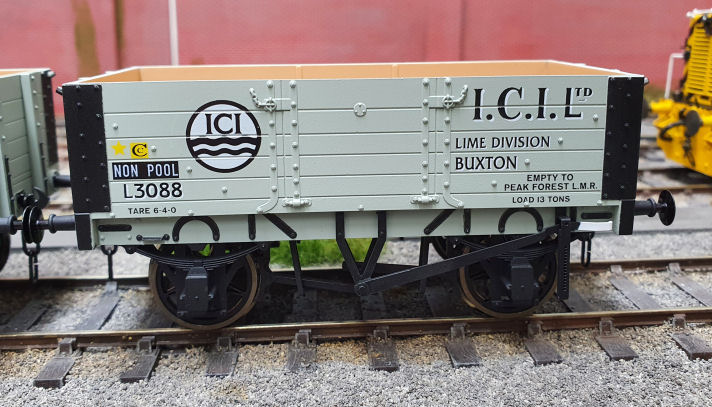 ICI
C
NON POOL
L3088
TARE 6-4-0
I.C.I. LTD
LIME DIVISION
BUXTON
EMPTY TO
PEAK FOREST L.M.R.
LOAD 13 TONS